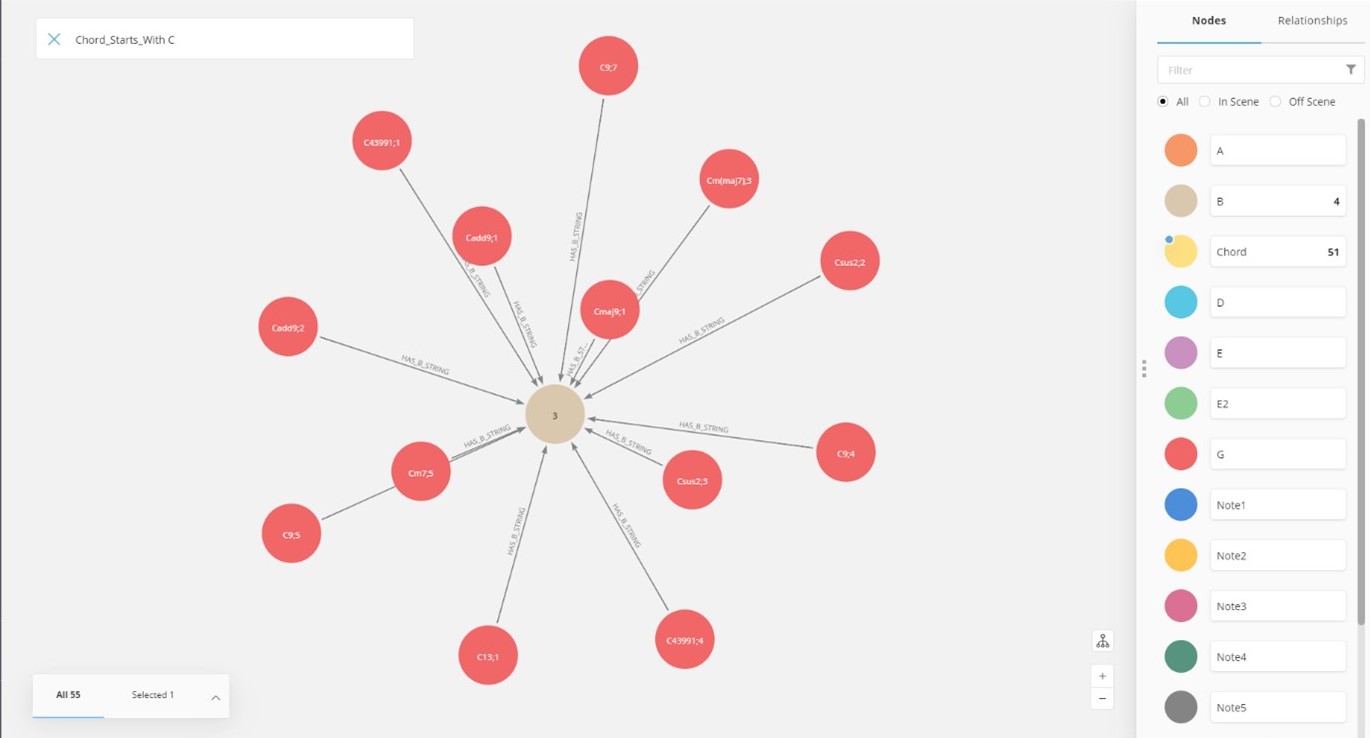 Chord_Starts_With C
C9;7
C43991;1
Cm(maj7);3
Cadd9;1
Csus2;2
Cmaj9;1
Cadd9;2
3
Cm7;5
Csus2;3
C9;4
C9;5
C13;1
C43991;4
HAS_B_STRING
HAS_B_STRING
HAS_B_STRING
HAS_B_ST...
HAS_B_STRING
HAS_B_STRING
HAS_B_STRING
HAS_B_STRING
HAS_B_STRING
HAS_B_STRING
HAS_B_STRING
All 55
Selected 1
+
−
Nodes
Relationships
Filter
All
In Scene
Off Scene
A
B 4
Chord 51
D
E
E2
G
Note1
Note2
Note3
Note4
Note5